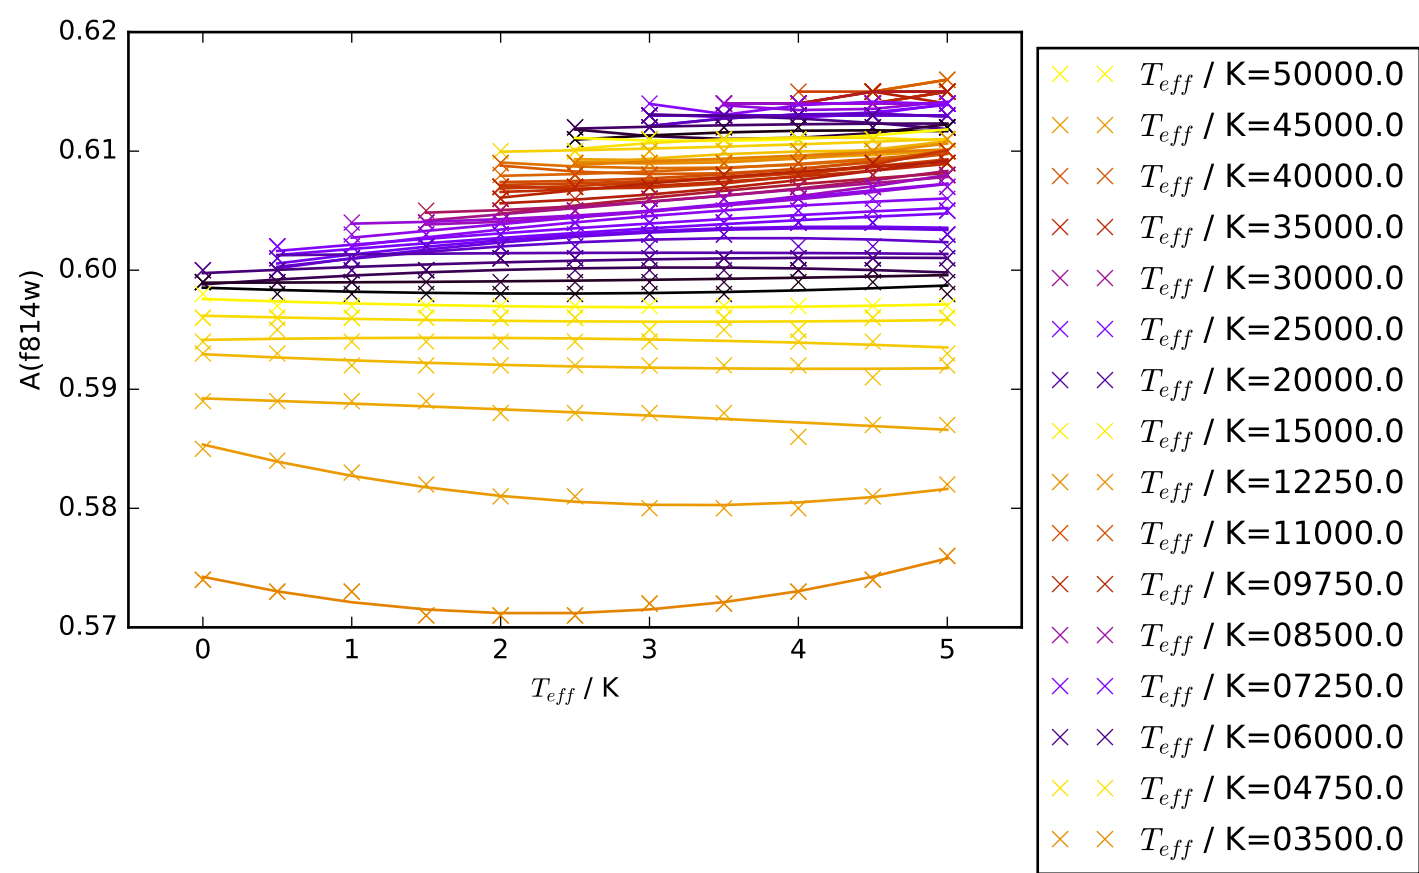 0.62
0.61
0.60
0.59
0.58
0.57
A(f814w)
0 1 2 3 4 5
T_eff / K
T_eff / K=50000.0
T_eff / K=45000.0
T_eff / K=40000.0
T_eff / K=35000.0
T_eff / K=30000.0
T_eff / K=25000.0
T_eff / K=20000.0
T_eff / K=15000.0
T_eff / K=12250.0
T_eff / K=11000.0
T_eff / K=09750.0
T_eff / K=08500.0
T_eff / K=07250.0
T_eff / K=06000.0
T_eff / K=04750.0
T_eff / K=03500.0